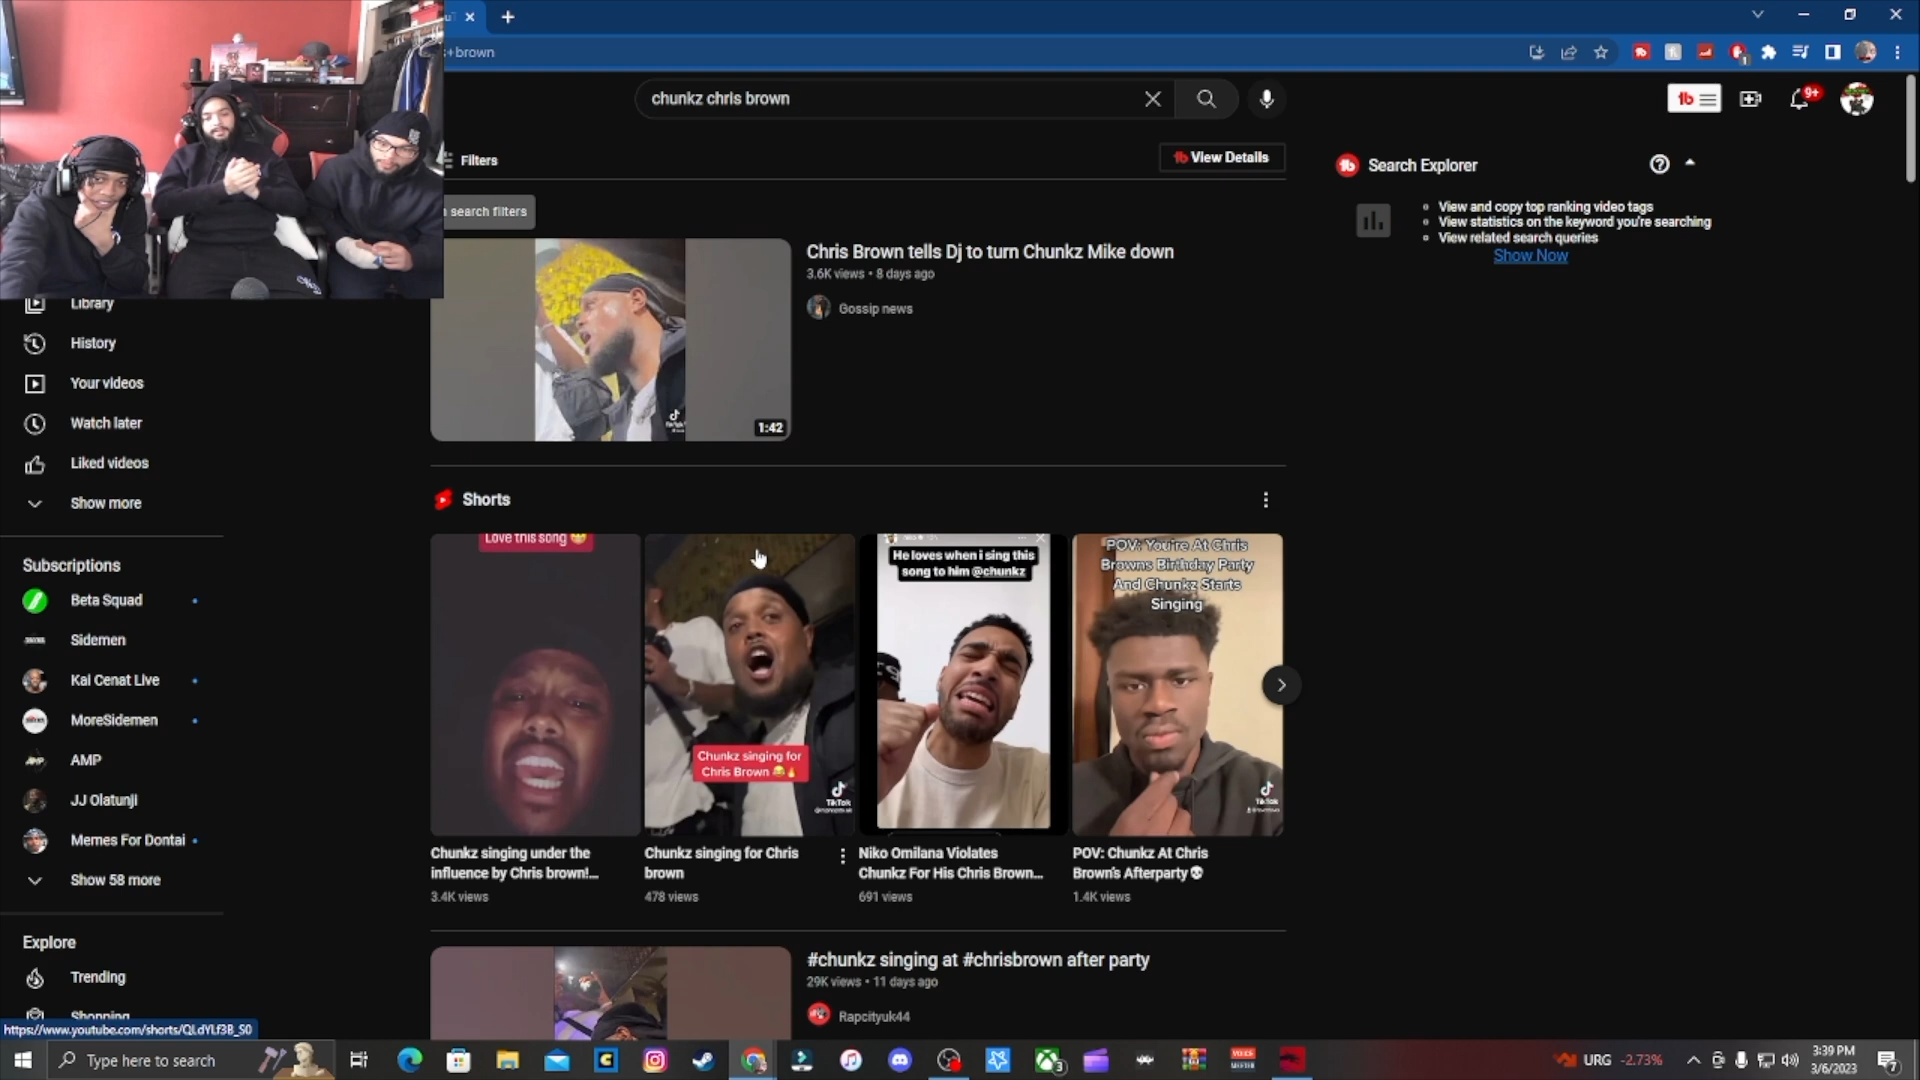 +brown
chunkz chris brown
9+
Filters
View Details
search filters
Search Explorer
View and copy top ranking video tags
View statistics on the keyword you're searching
View related search queries
Show Now
Chris Brown tells Dj to turn Chunkz Mike down
3.6K views • 8 days ago
Gossip news
1:42
Library
History
Your videos
Watch later
Liked videos
Show more
Subscriptions
Beta Squad
Sidemen
Kai Cenat Live
MoreSidemen
AMP
JJ Olatunji
Memes For Dontai
Show 58 more
Explore
Trending
Shopping
Shorts
Love this song
Chunkz singing for
Chris Brown
TikTok
He loves when i sing this
song to him @chunkz
POV: You're At Chris
Browns Birthday Party
And Chunkz Starts
Singing
TikTok
Chunkz singing under the
influence by Chris brown!...
3.4K views
Chunkz singing for Chris
brown
478 views
Niko Omilana Violates
Chunkz For His Chris Brown...
691 views
POV: Chunkz At Chris
Brown's Afterparty
1.4K views
#chunkz singing at #chrisbrown after party
29K views • 11 days ago
Rapcityuk44
Type here to search
URG -2.73%
3:39 PM
3/6/2023